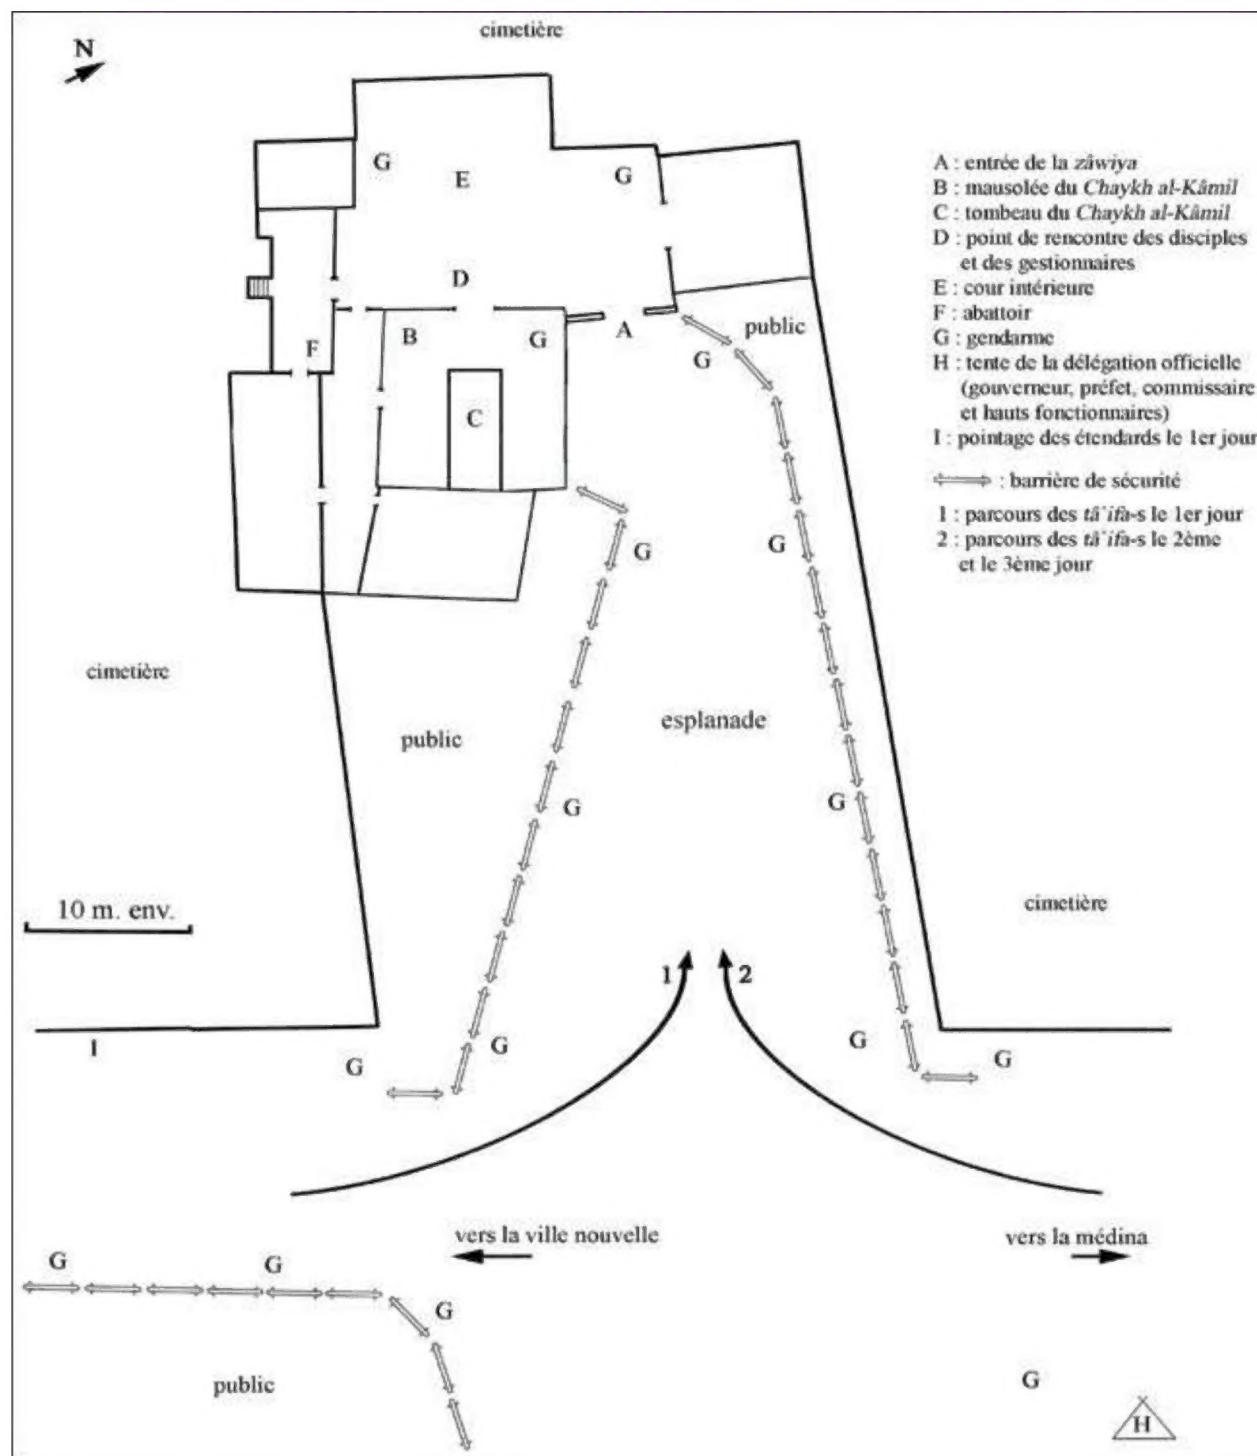 cimetière
N
G
E
G
A : entrée de la zâwiya
B : mausolée du Chaykh al-Kâmil
C : tombeau du Chaykh al-Kâmil
D : point de rencontre des disciples
et des gestionnaires
E : cour intérieure
F : abattoir
G : gendarme
H : tente de la délégation officielle
(gouverneur, préfet, commissaire
et hauts fonctionnaires)
I : pointage des étendards le 1er jour
: barrière de sécurité
1 : parcours des tâ'ifa-s le 1er jour
2 : parcours des tâ'ifa-s le 2ème
et le 3ème jour
D
B
G
A
public
F
G
C
G
G
cimetière
public
esplanade
G
G
10 m. env.
cimetière
1
2
I
G
G
G
G
vers la ville nouvelle
vers la médina
G
G
G
public
G
H